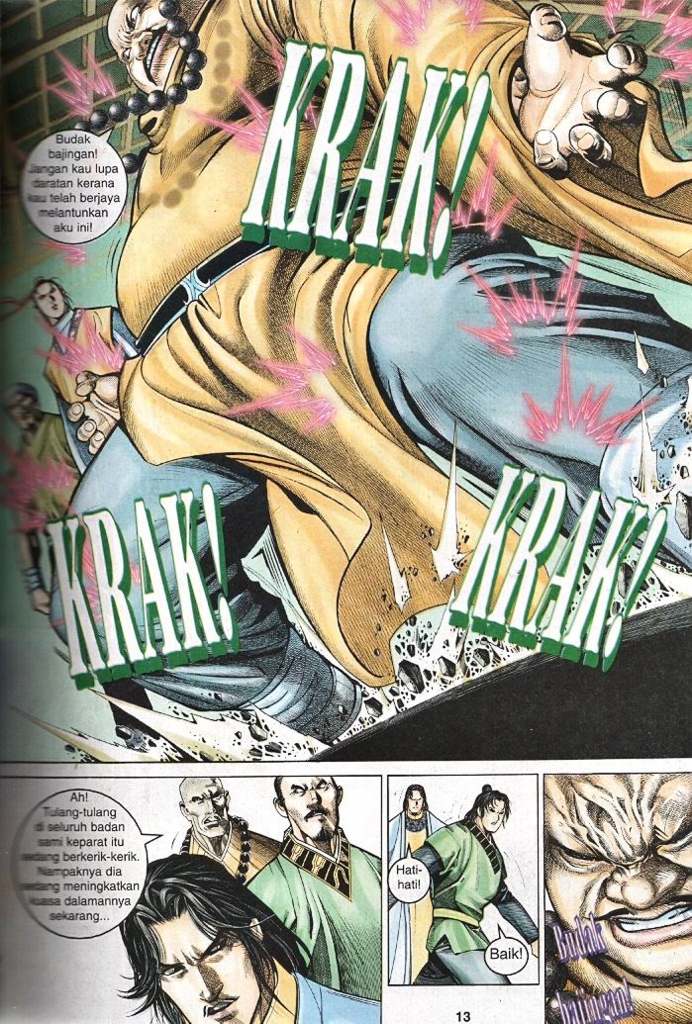 KRAK!
Budak
bajingan!
Jangan kau lupa
daratan kerana
kau telah berjaya
melantunkan
aku ini!
KRAK!
KRAK!
Ah!
Tulang-tulang
di seluruh badan
si keparat itu
sedang berkerik-kerik.
Nampaknya dia
sedang meningkatkan
kuasa dalamannya
sekarang...
Hati-
hati!
Baik!
Budak
bajingan!
13